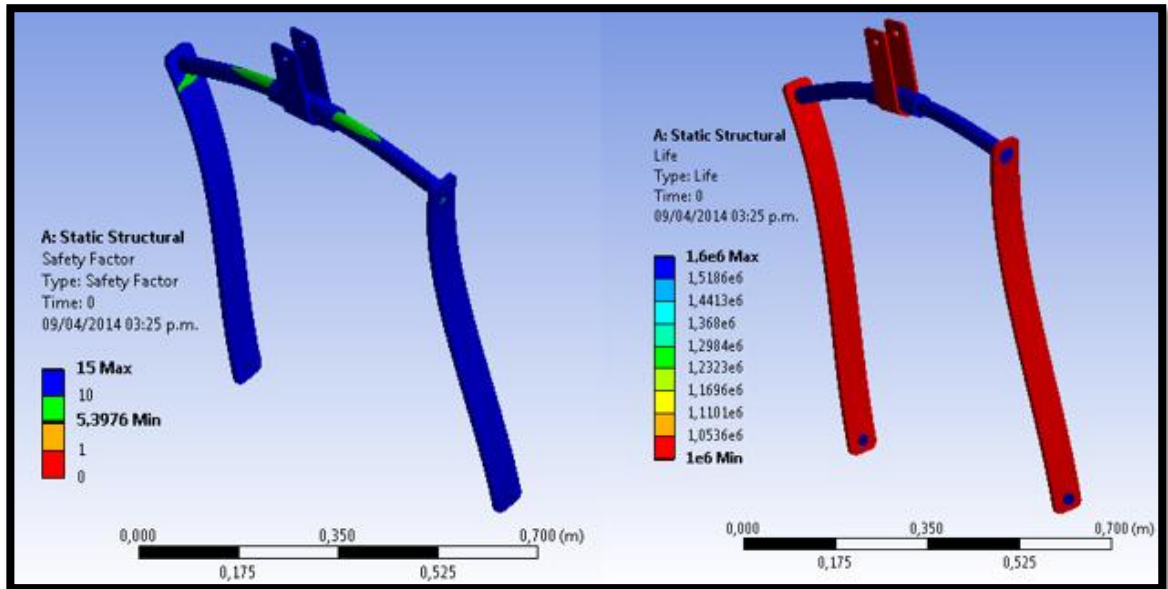 A: Static Structural
Safety Factor
Type: Safety Factor
Time: 0
09/04/2014 03:25 p.m.
15 Max
10
5,3976 Min
1
0
0,000 0,350 0,700 (m)
0,175 0,525
A: Static Structural
Life
Type: Life
Time: 0
09/04/2014 03:25 p.m.
1,6e6 Max
1,5186e6
1,4413e6
1,368e6
1,2984e6
1,2323e6
1,1696e6
1,1101e6
1,0536e6
1e6 Min
0,000 0,350 0,700 (m)
0,175 0,525